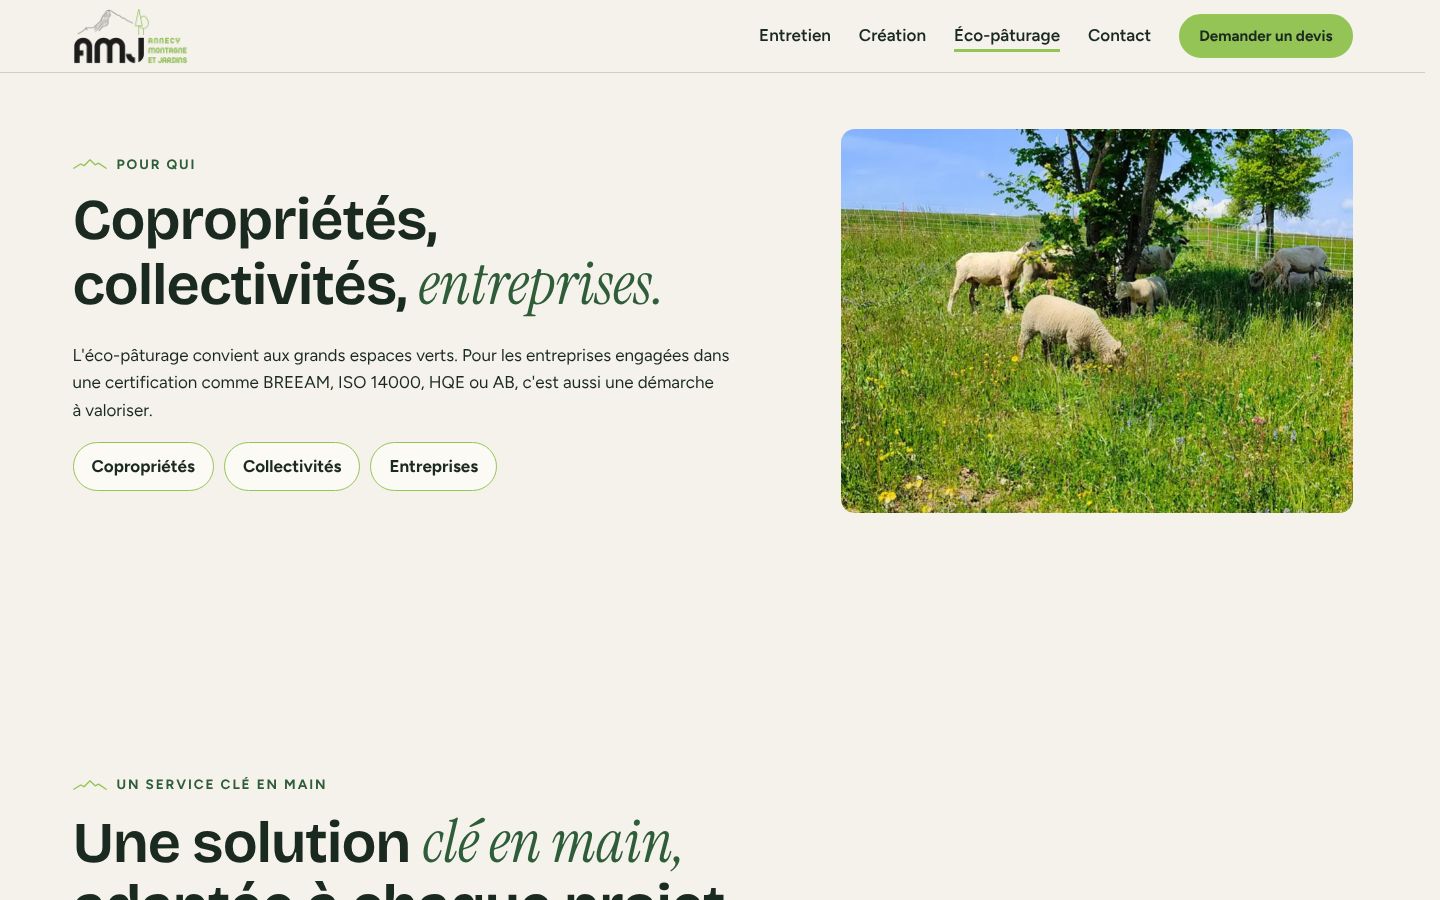 AMJ ANNECY
MONTAGNE
ET JARDINS
Entretien
Création
Éco-pâturage
Contact
Demander un devis
POUR QUI
Copropriétés,
collectivités, entreprises.
L'éco-pâturage convient aux grands espaces verts. Pour les entreprises engagées dans
une certification comme BREEAM, ISO 14000, HQE ou AB, c'est aussi une démarche
à valoriser.
Copropriétés
Collectivités
Entreprises
UN SERVICE CLÉ EN MAIN
Une solution clé en main,
adaptée à chaque projet